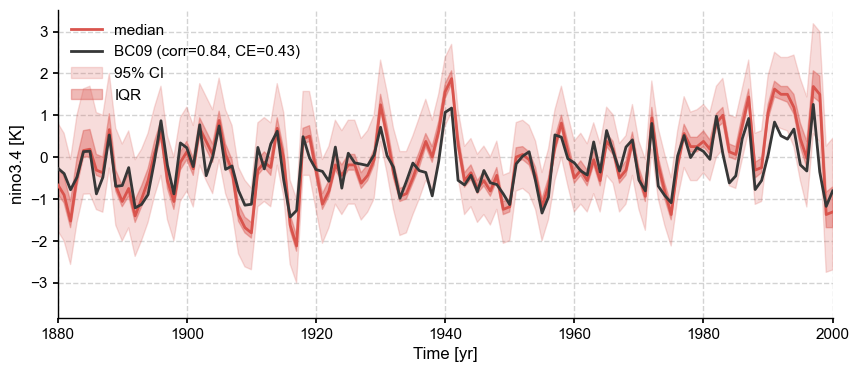 3
2
1
0
−1
−2
−3
nino3.4 [K]
median
BC09 (corr=0.84, CE=0.43)
95% CI
IQR
1880
1900
1920
1940
1960
1980
2000
Time [yr]